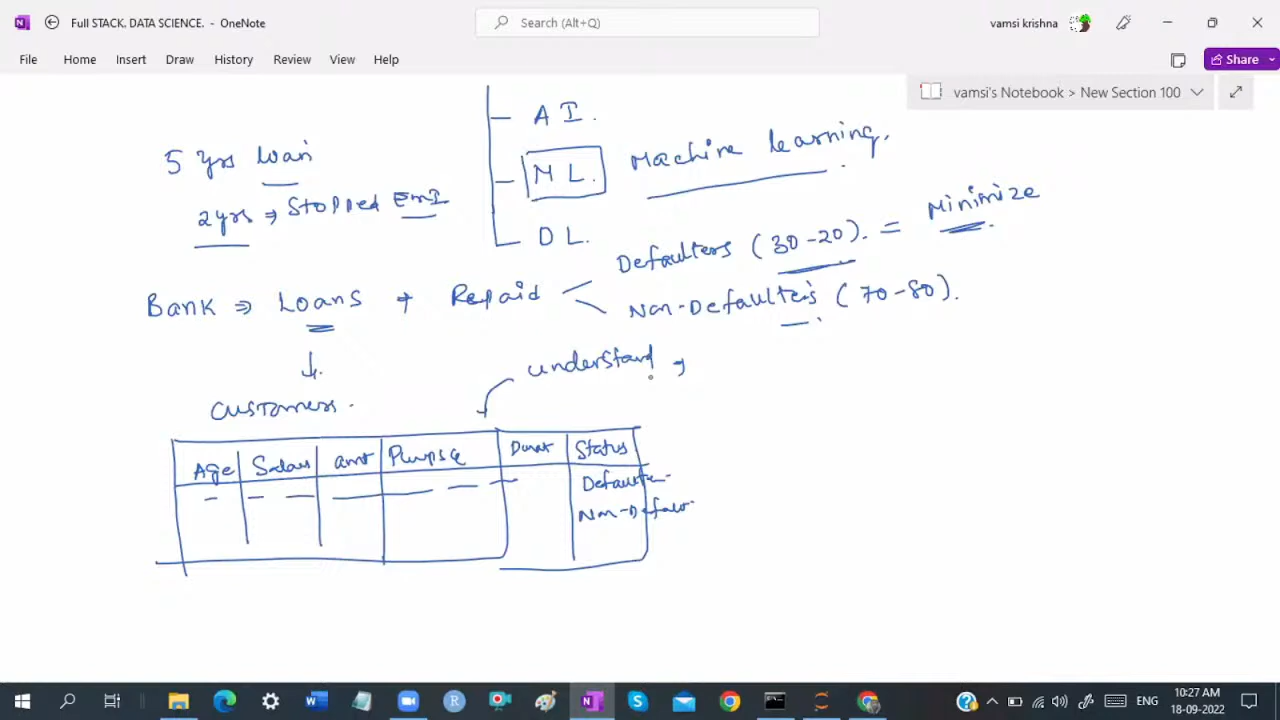 Full STACK. DATA SCIENCE. - OneNote
Search (Alt+Q)
vamsi krishna
File Home Insert Draw History Review View Help
Share
vamsi's Notebook > New Section 100
AI.
ML. Machine learning.
DL.
5 yrs loan
2yrs ⇒ Stopped EMI
Bank ⇒ Loans + Repaid
Defaulters (30-20). = Minimize
Non-Defaulters (70-80).
↓
customers.
understand,
Age Salary amt Purpose Durat Status
Defaulter
Non-Defaul
ENG
10:27 AM
18-09-2022